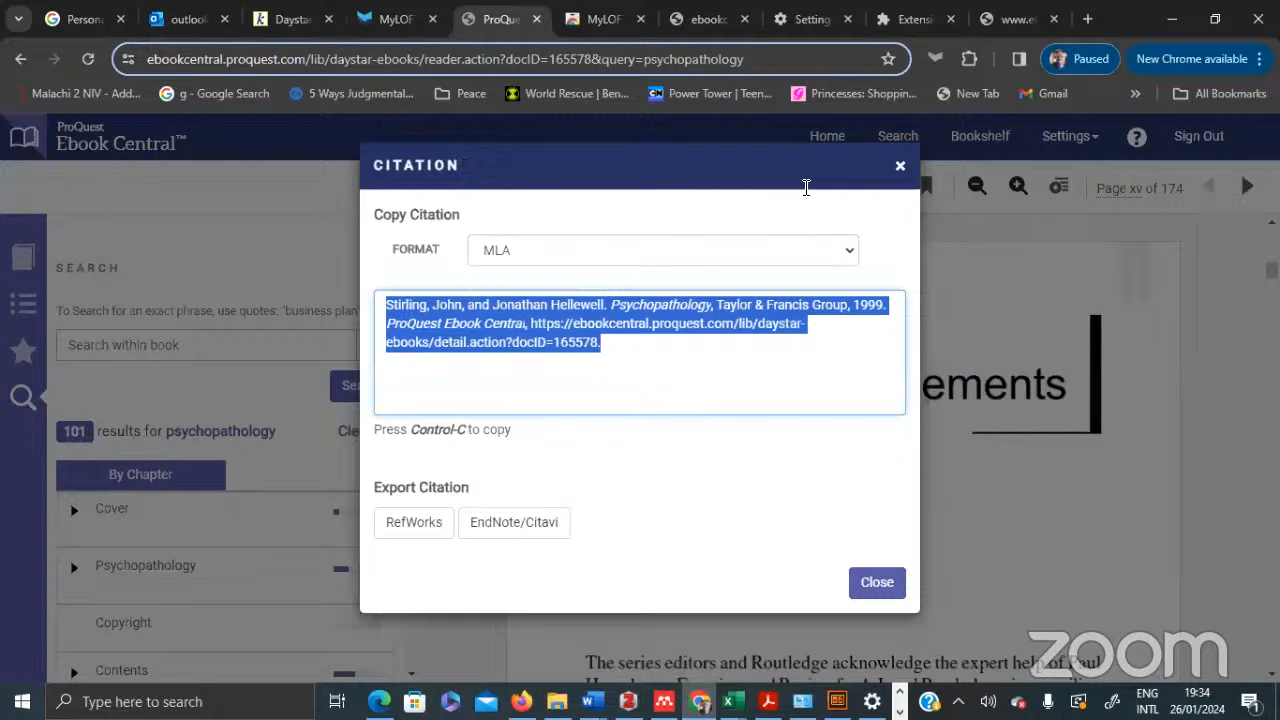 outlook
Daystar
MyLOF
ProQue
MyLOF
ebook
Setting
Extensi
www.e
ebookcentral.proquest.com/lib/daystar-ebooks/reader.action?docID=165578&query=psychopathology
Paused
New Chrome available
Malachi 2 NIV - Add...
g - Google Search
5 Ways Judgmental...
Peace
World Rescue | Ben...
Power Tower | Teen...
Princesses: Shoppin...
New Tab
Gmail
»
All Bookmarks
ProQuest
Ebook Central™
Home
Search
Bookshelf
Settings
Sign Out
CITATION
×
Page xv of 174
Copy Citation
FORMAT
MLA
SEARCH
To Search for an exact phrase, use quotes: "business plan"
Search within book
Stirling, John, and Jonathan Hellewell. Psychopathology, Taylor & Francis Group, 1999.
ProQuest Ebook Central, https://ebookcentral.proquest.com/lib/daystar-
ebooks/detail.action?docID=165578.
Se
ements
Press Control-C to copy
101 results for psychopathology
Cle
By Chapter
Export Citation
RefWorks
EndNote/Citavi
Cover
Psychopathology
Close
Copyright
Contents
The series editors and Routledge acknowledge the expert help of Paul
zoom
Type here to search
ENG
INTL
19:34
26/01/2024